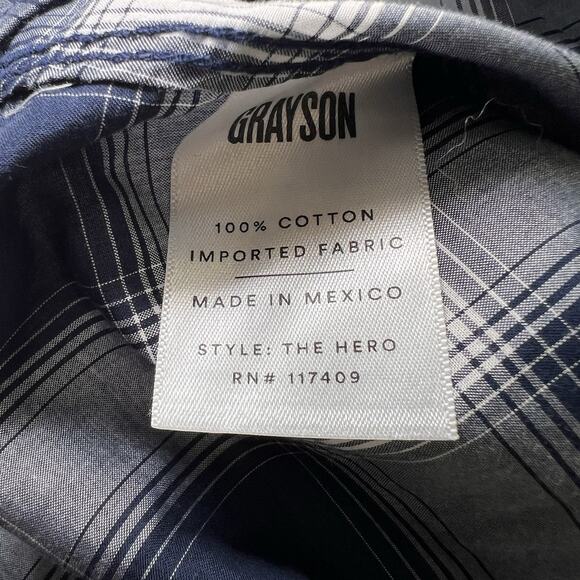 GRAYSON
100% COTTON
IMPORTED FABRIC
MADE IN MEXICO
STYLE: THE HERO
RN# 117409